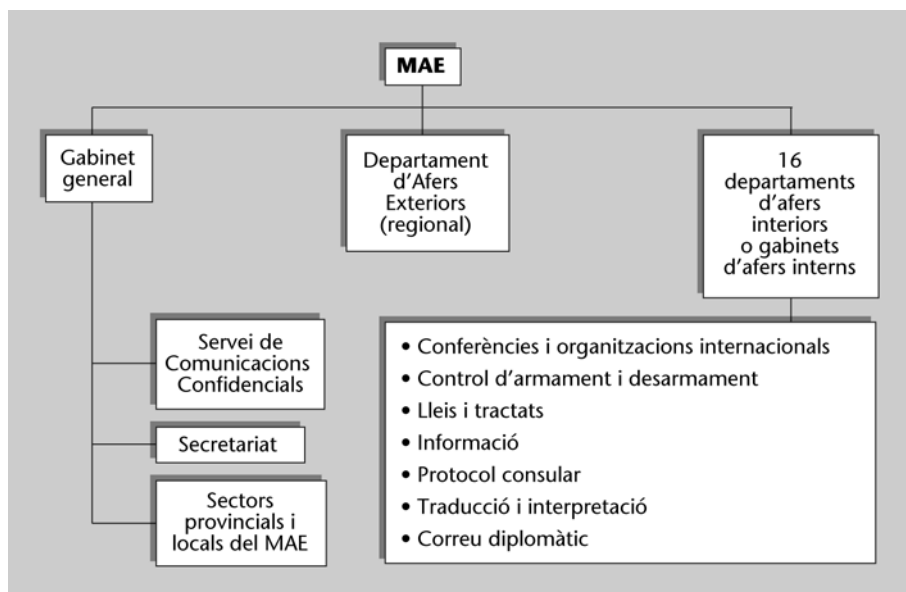 MAE
Gabinet
general
Departament
d'Afers
Exteriors
(regional)
16
departaments
d'afers
interiors
o gabinets
d'afers interns
Servei de
Comunicacions
Confidencials
Secretariat
Sectors
provincials i
locals del MAE
• Conferències i organitzacions internacionals
• Control d'armament i desarmament
• Lleis i tractats
• Informació
• Protocol consular
• Traducció i interpretació
• Correu diplomàtic